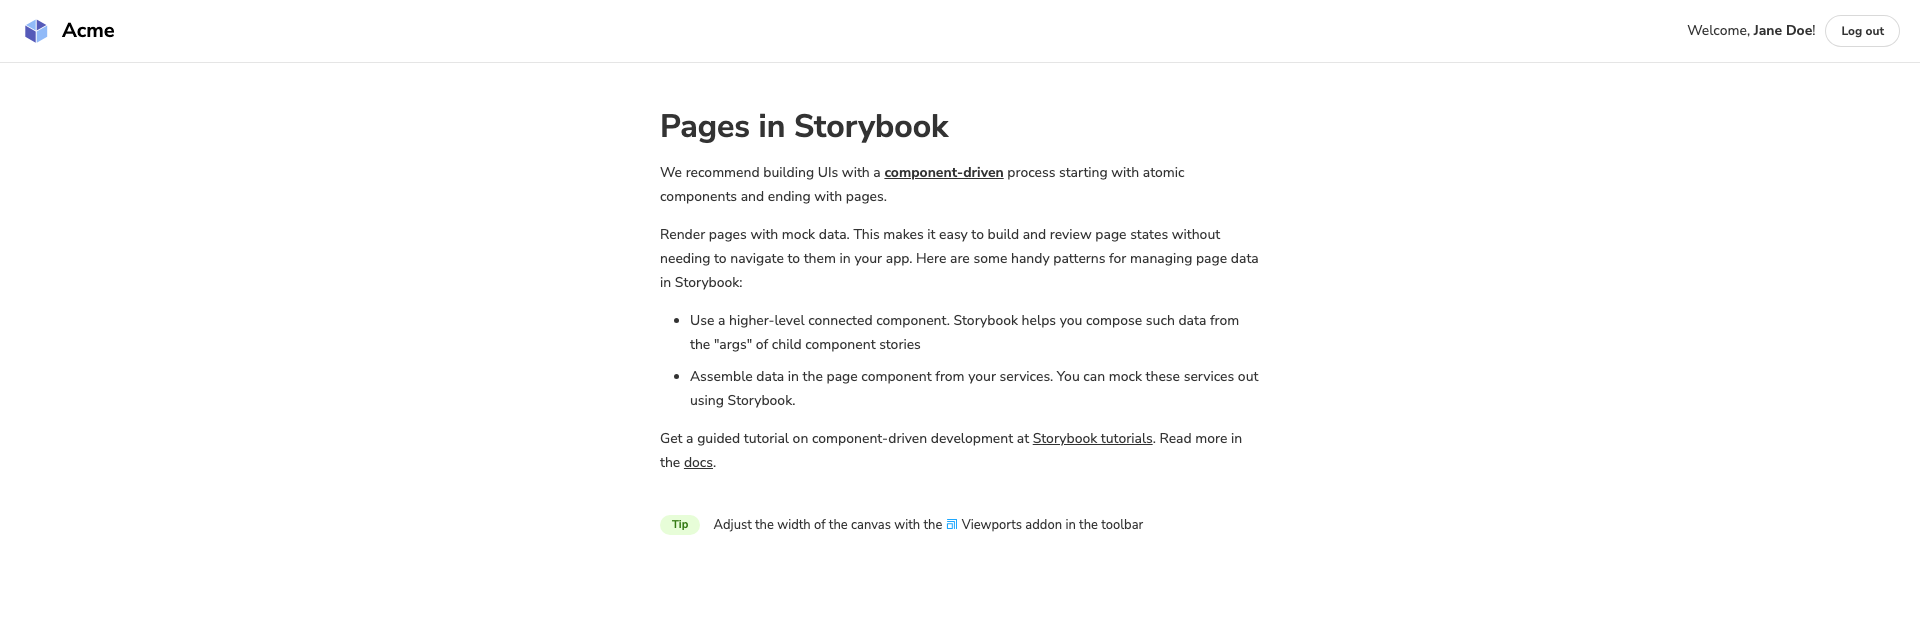 Acme
Welcome, Jane Doe!
Log out
Pages in Storybook
We recommend building UIs with a component-driven process starting with atomic
components and ending with pages.
Render pages with mock data. This makes it easy to build and review page states without
needing to navigate to them in your app. Here are some handy patterns for managing page data
in Storybook:
Use a higher-level connected component. Storybook helps you compose such data from
the "args" of child component stories
Assemble data in the page component from your services. You can mock these services out
using Storybook.
Get a guided tutorial on component-driven development at Storybook tutorials. Read more in
the docs.
Tip
Adjust the width of the canvas with the Viewports addon in the toolbar